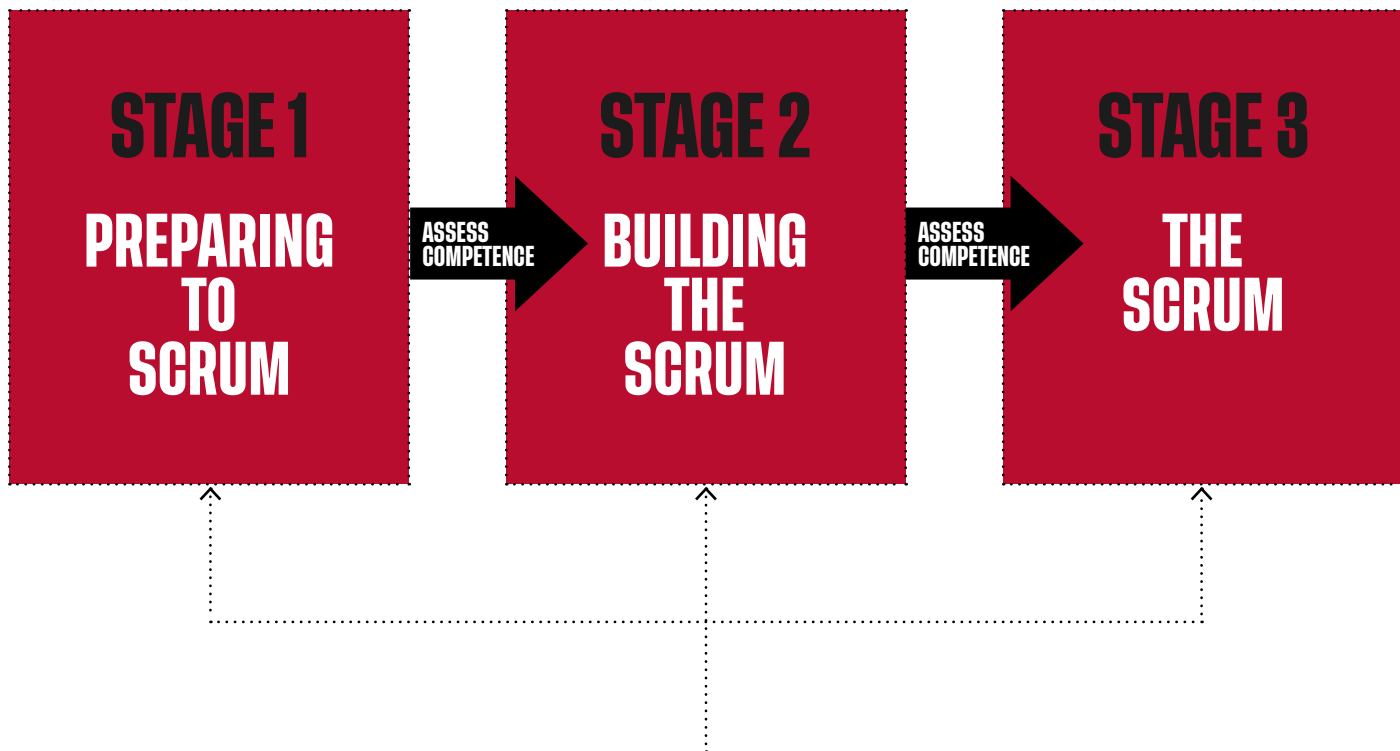 STAGE 1
PREPARING
TO
SCRUM
ASSESS
COMPETENCE
STAGE 2
BUILDING
THE
SCRUM
ASSESS
COMPETENCE
STAGE 3
THE
SCRUM